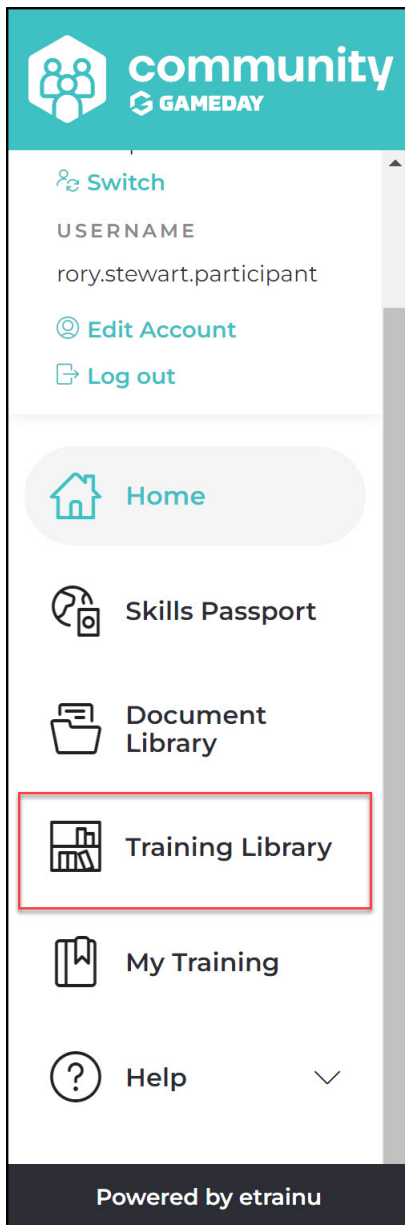 community
GAMEDAY
Switch
USERNAME
rory.stewart.participant
Edit Account
Log out
Home
Skills Passport
Document
Library
Training Library
My Training
? Help
Powered by etrainu